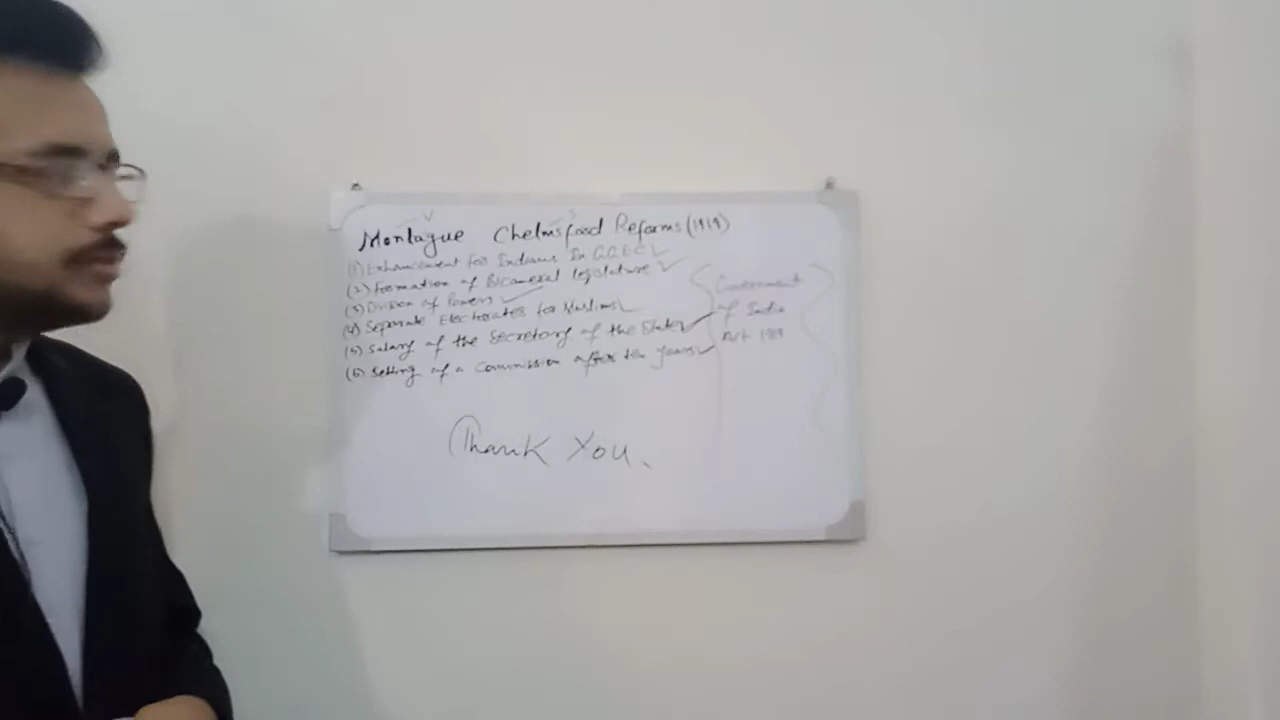 Montague Chelmsford Reforms (1919)
(1) Enhancement for Indians In G.G.E.C
(2) Formation of Bicameral legislature
(3) Division of Powers
(4) Separate Electorates for Muslims
(5) Salary of the Secretary of the State
(6) Setting of a Commission after ten years
Government
of India
Act 1919
Thank You.